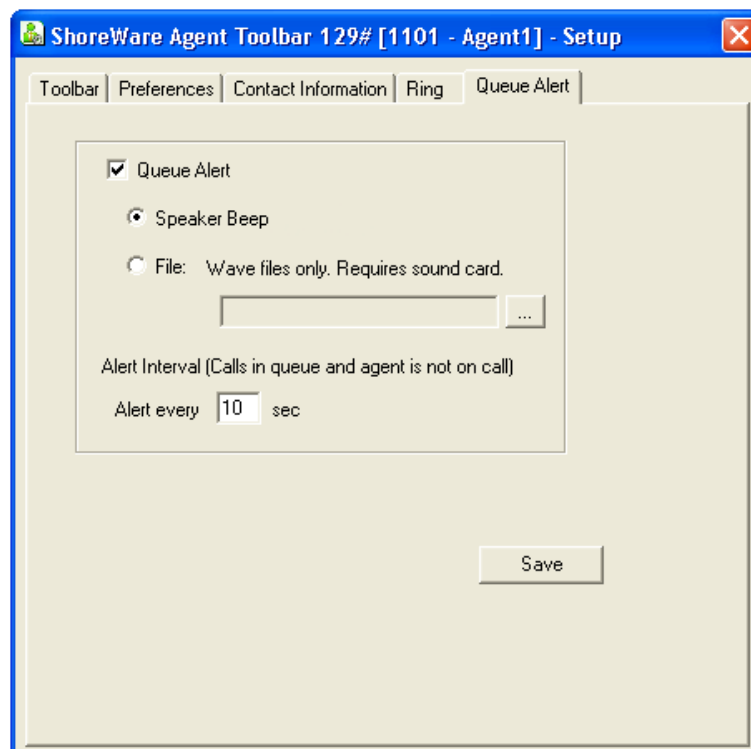 ShoreWare Agent Toolbar 129# [1101 - Agent1] - Setup
Toolbar Preferences Contact Information Ring Queue Alert
Queue Alert
Speaker Beep
File: Wave files only. Requires sound card.
...
Alert Interval (Calls in queue and agent is not on call)
Alert every 10 sec
Save